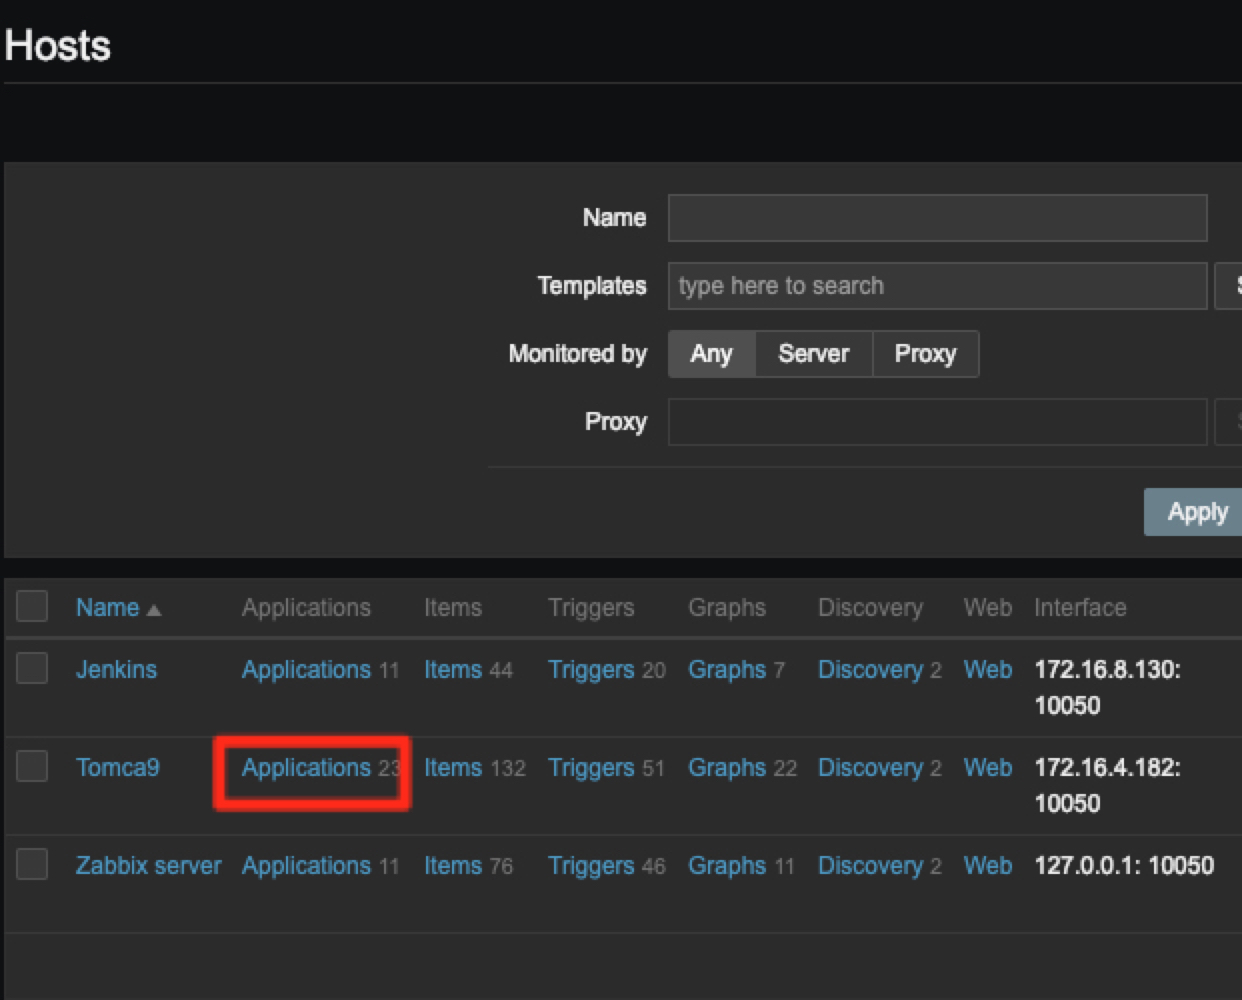 Hosts
Name
Templates type here to search
Monitored by Any Server Proxy
Proxy
Apply
Name Applications Items Triggers Graphs Discovery Web Interface
Jenkins Applications 11 Items 44 Triggers 20 Graphs 7 Discovery 2 Web 172.16.8.130:
10050
Tomca9 Applications 23 Items 132 Triggers 51 Graphs 22 Discovery 2 Web 172.16.4.182:
10050
Zabbix server Applications 11 Items 76 Triggers 46 Graphs 11 Discovery 2 Web 127.0.0.1: 10050